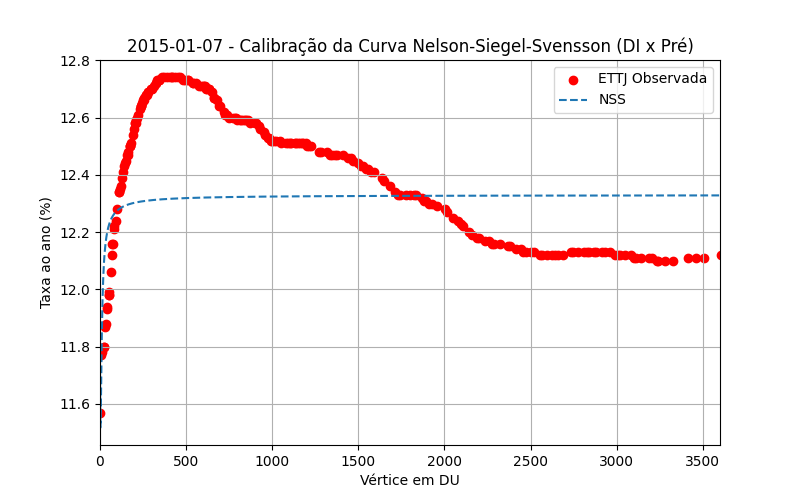 2015-01-07 - Calibração da Curva Nelson-Siegel-Svensson (DI x Pré)
ETTJ Observada
NSS
Taxa ao ano (%)
12.8
12.6
12.4
12.2
12.0
11.8
11.6
0 500 1000 1500 2000 2500 3000 3500
Vértice em DU